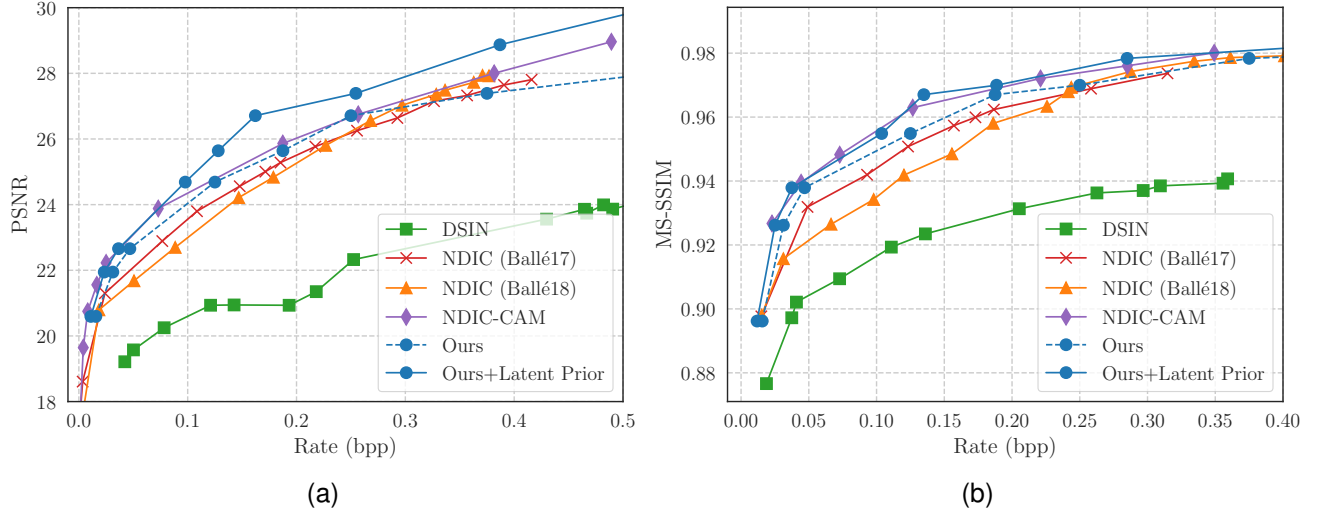 30
28
26
24
22
20
18
PSNR
0.0 0.1 0.2 0.3 0.4 0.5
Rate (bpp)
DSIN
NDIC (Ballé17)
NDIC (Ballé18)
NDIC-CAM
Ours
Ours+Latent Prior
(a)
0.98
0.96
0.94
0.92
0.90
0.88
MS-SSIM
0.00 0.05 0.10 0.15 0.20 0.25 0.30 0.35 0.40
Rate (bpp)
DSIN
NDIC (Ballé17)
NDIC (Ballé18)
NDIC-CAM
Ours
Ours+Latent Prior
(b)